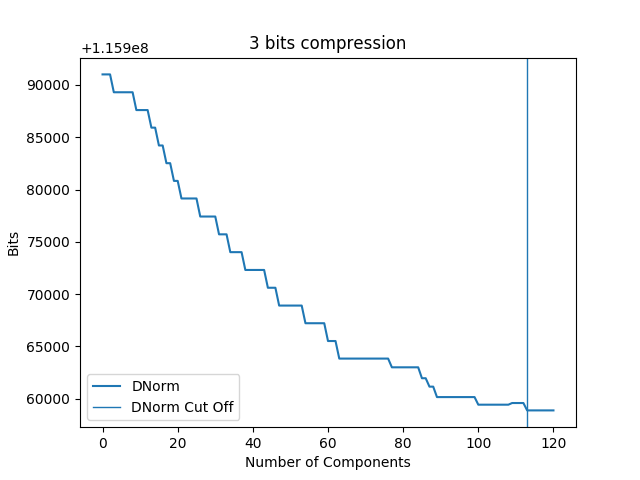 3 bits compression
+1.159e8
90000
85000
80000
75000
70000
65000
60000
Bits
DNorm
DNorm Cut Off
0 20 40 60 80 100 120
Number of Components